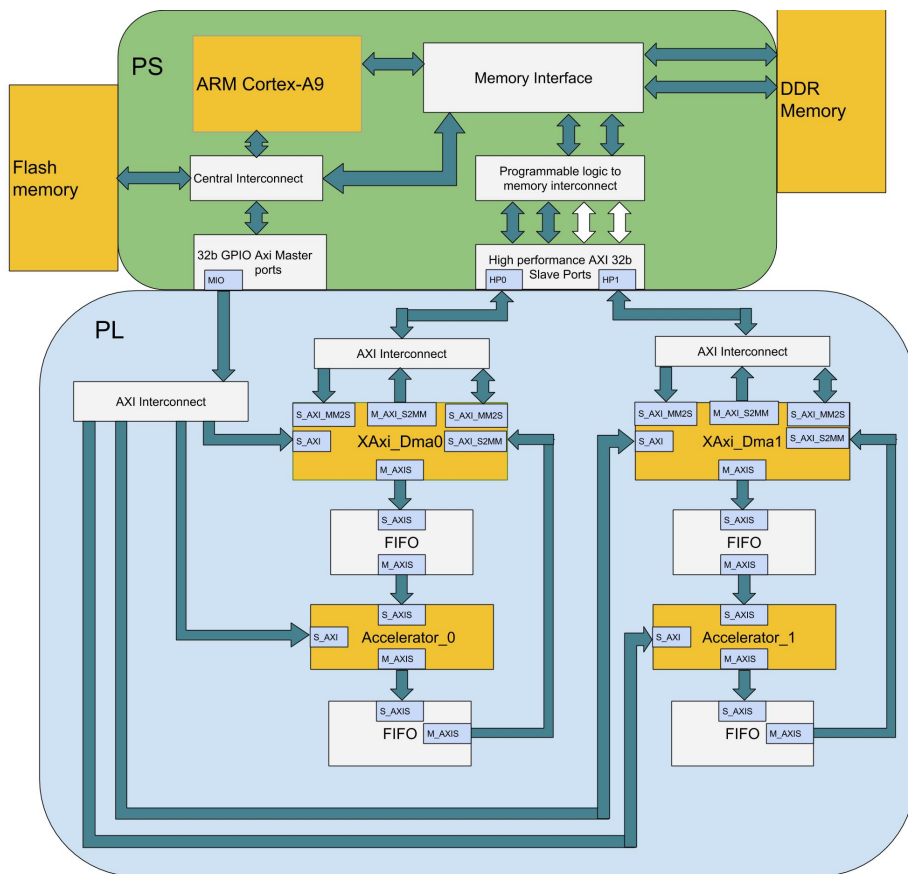 PS
ARM Cortex-A9
Memory Interface
DDR
Memory
Flash
memory
Central Interconnect
Programmable logic to
memory interconnect
32b GPIO Axi Master
ports
MIO
High performance AXI 32b
Slave Ports
HP0
HP1
PL
AXI Interconnect
AXI Interconnect
AXI Interconnect
S_AXI_MM2S
M_AXI_S2MM
S_AXI_MM2S
S_AXI
XAxi_Dma0
S_AXI_S2MM
M_AXIS
S_AXI_MM2S
M_AXI_S2MM
S_AXI_MM2S
S_AXI
XAxi_Dma1
S_AXI_S2MM
M_AXIS
S_AXIS
FIFO
M_AXIS
S_AXIS
FIFO
M_AXIS
S_AXIS
S_AXI
Accelerator_0
M_AXIS
S_AXIS
S_AXI
Accelerator_1
M_AXIS
S_AXIS
FIFO
M_AXIS
S_AXIS
FIFO
M_AXIS